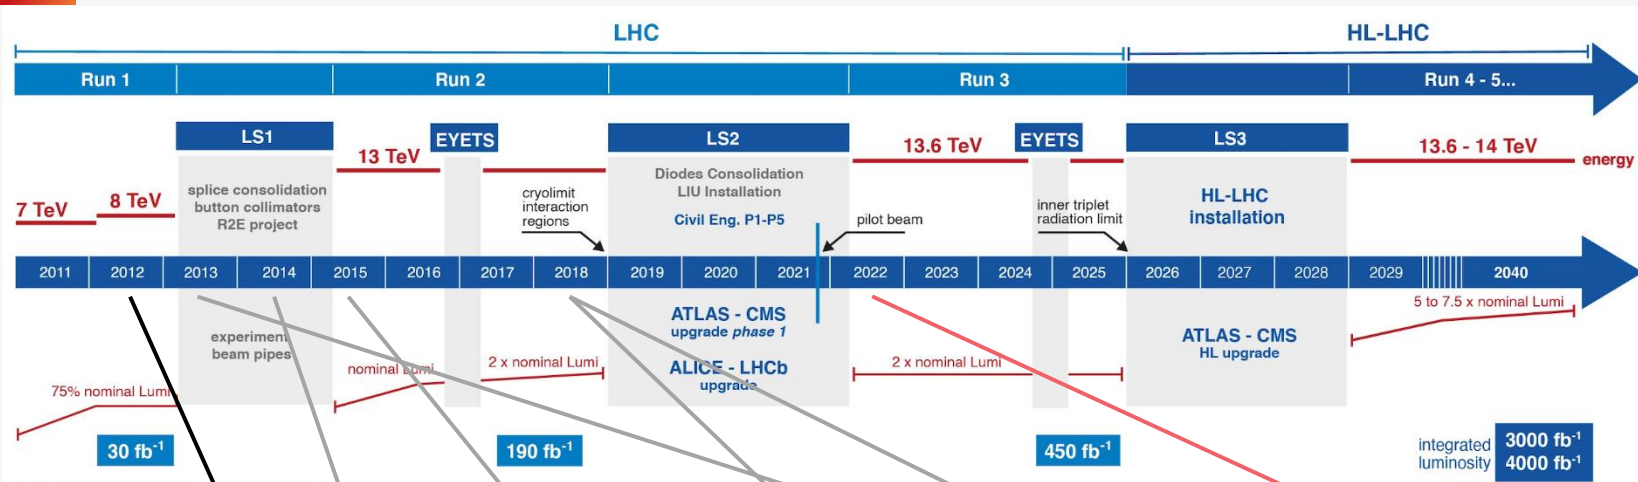 LHC
HL-LHC
Run 1
Run 2
Run 3
Run 4 - 5...
LS1
EYETS
LS2
EYETS
LS3
13 TeV
13.6 TeV
13.6 - 14 TeV
energy
7 TeV
8 TeV
splice consolidation
button collimators
R2E project
cryolimit
interaction
regions
Diodes Consolidation
LIU Installation
Civil Eng. P1-P5
pilot beam
inner triplet
radiation limit
HL-LHC
installation
2011 2012 2013 2014 2015 2016 2017 2018 2019 2020 2021 2022 2023 2024 2025 2026 2027 2028 2029 2040
5 to 7.5 x nominal Lumi
experiment
beam pipes
ATLAS - CMS
upgrade phase 1
ALICE - LHCb
upgrade
ATLAS - CMS
HL upgrade
75% nominal Lumi
nominal Lumi
2 x nominal Lumi
2 x nominal Lumi
30 fb-1
190 fb-1
450 fb-1
integrated
luminosity
3000 fb-1
4000 fb-1